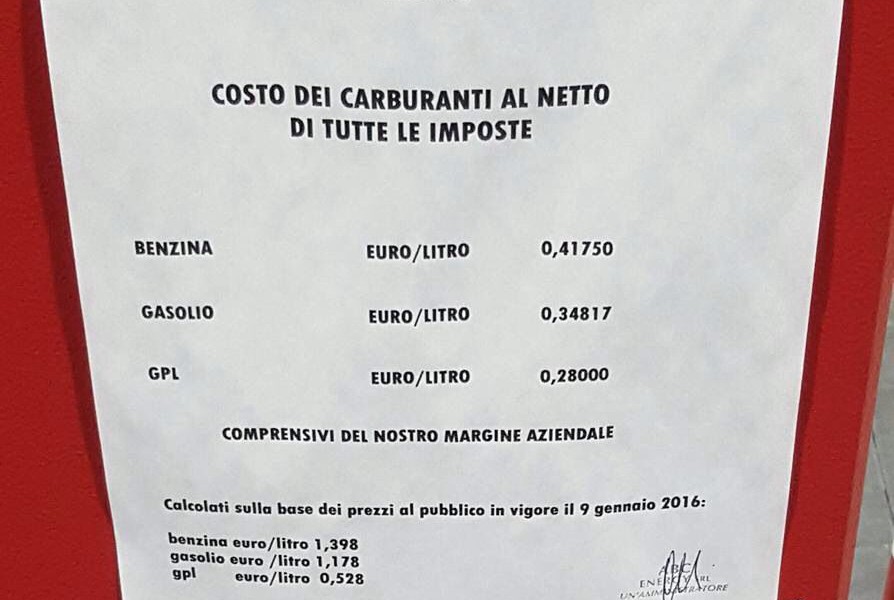 COSTO DEI CARBURANTI AL NETTO
DI TUTTE LE IMPOSTE
BENZINA EURO/LITRO 0,41750
GASOLIO EURO/LITRO 0,34817
GPL EURO/LITRO 0,28000
COMPRENSIVI DEL NOSTRO MARGINE AZIENDALE
Calcolati sulla base dei prezzi al pubblico in vigore il 9 gennaio 2016:
benzina euro/litro 1,398
gasolio euro /litro 1,178
gpl euro/litro 0,528
ABC